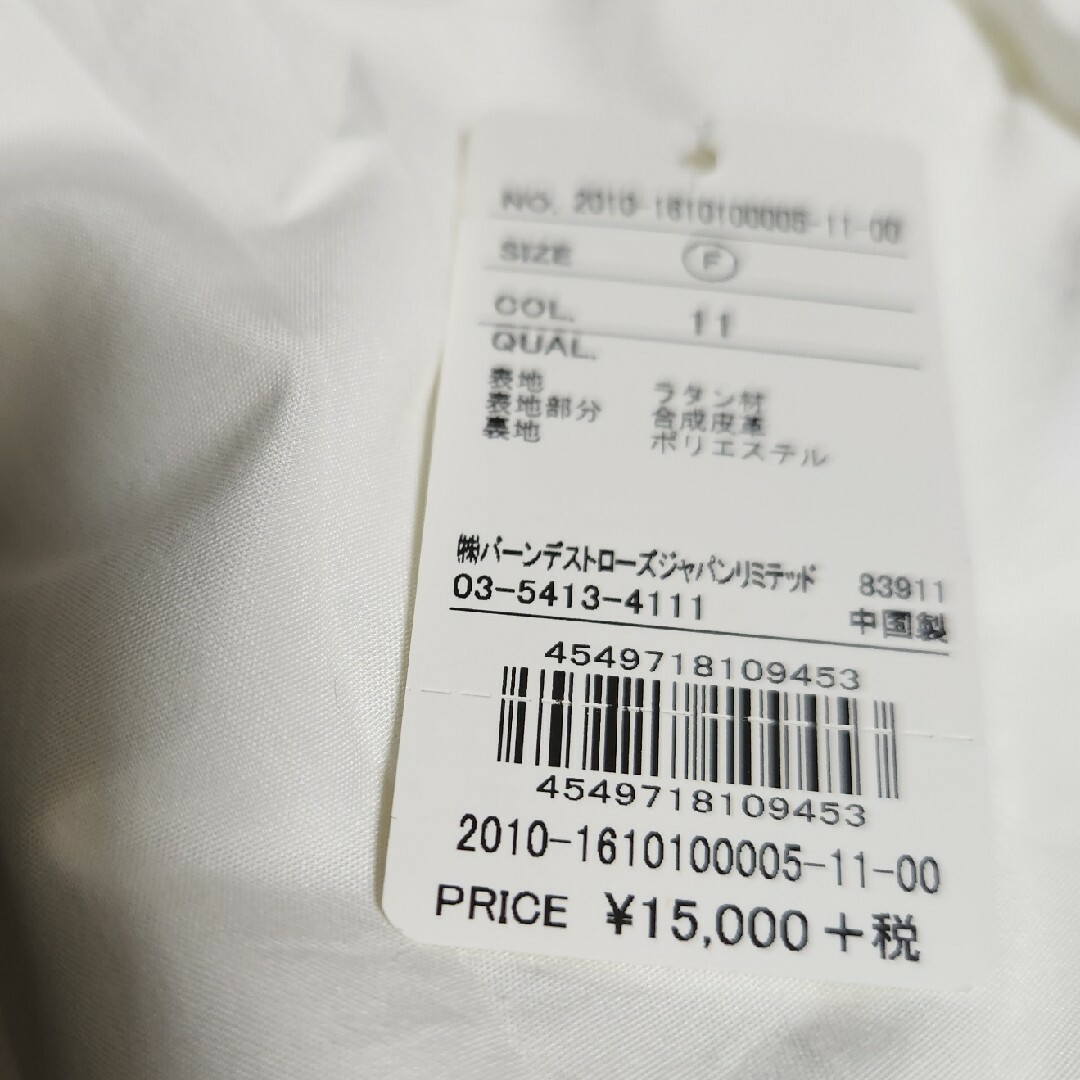 NO. 2010-1610100005-11-00
SIZE F
COL. 11
QUAL.
表地 ラタン材
表地部分 合成皮革
裏地 ポリエステル
㈱バーンデストローズジャパンリミテッド 83911
03-5413-4111 中国製
4549718109453
4549718109453
2010-1610100005-11-00
PRICE ¥15,000+税